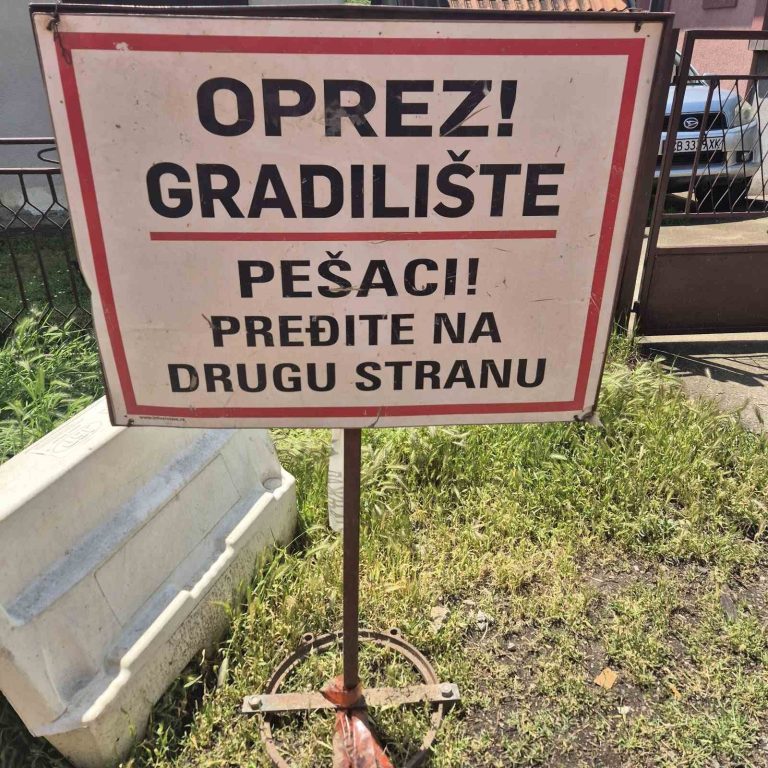 OPREZ!
GRADILIŠTE
PEŠACI!
PREĐITE NA
DRUGU STRANU